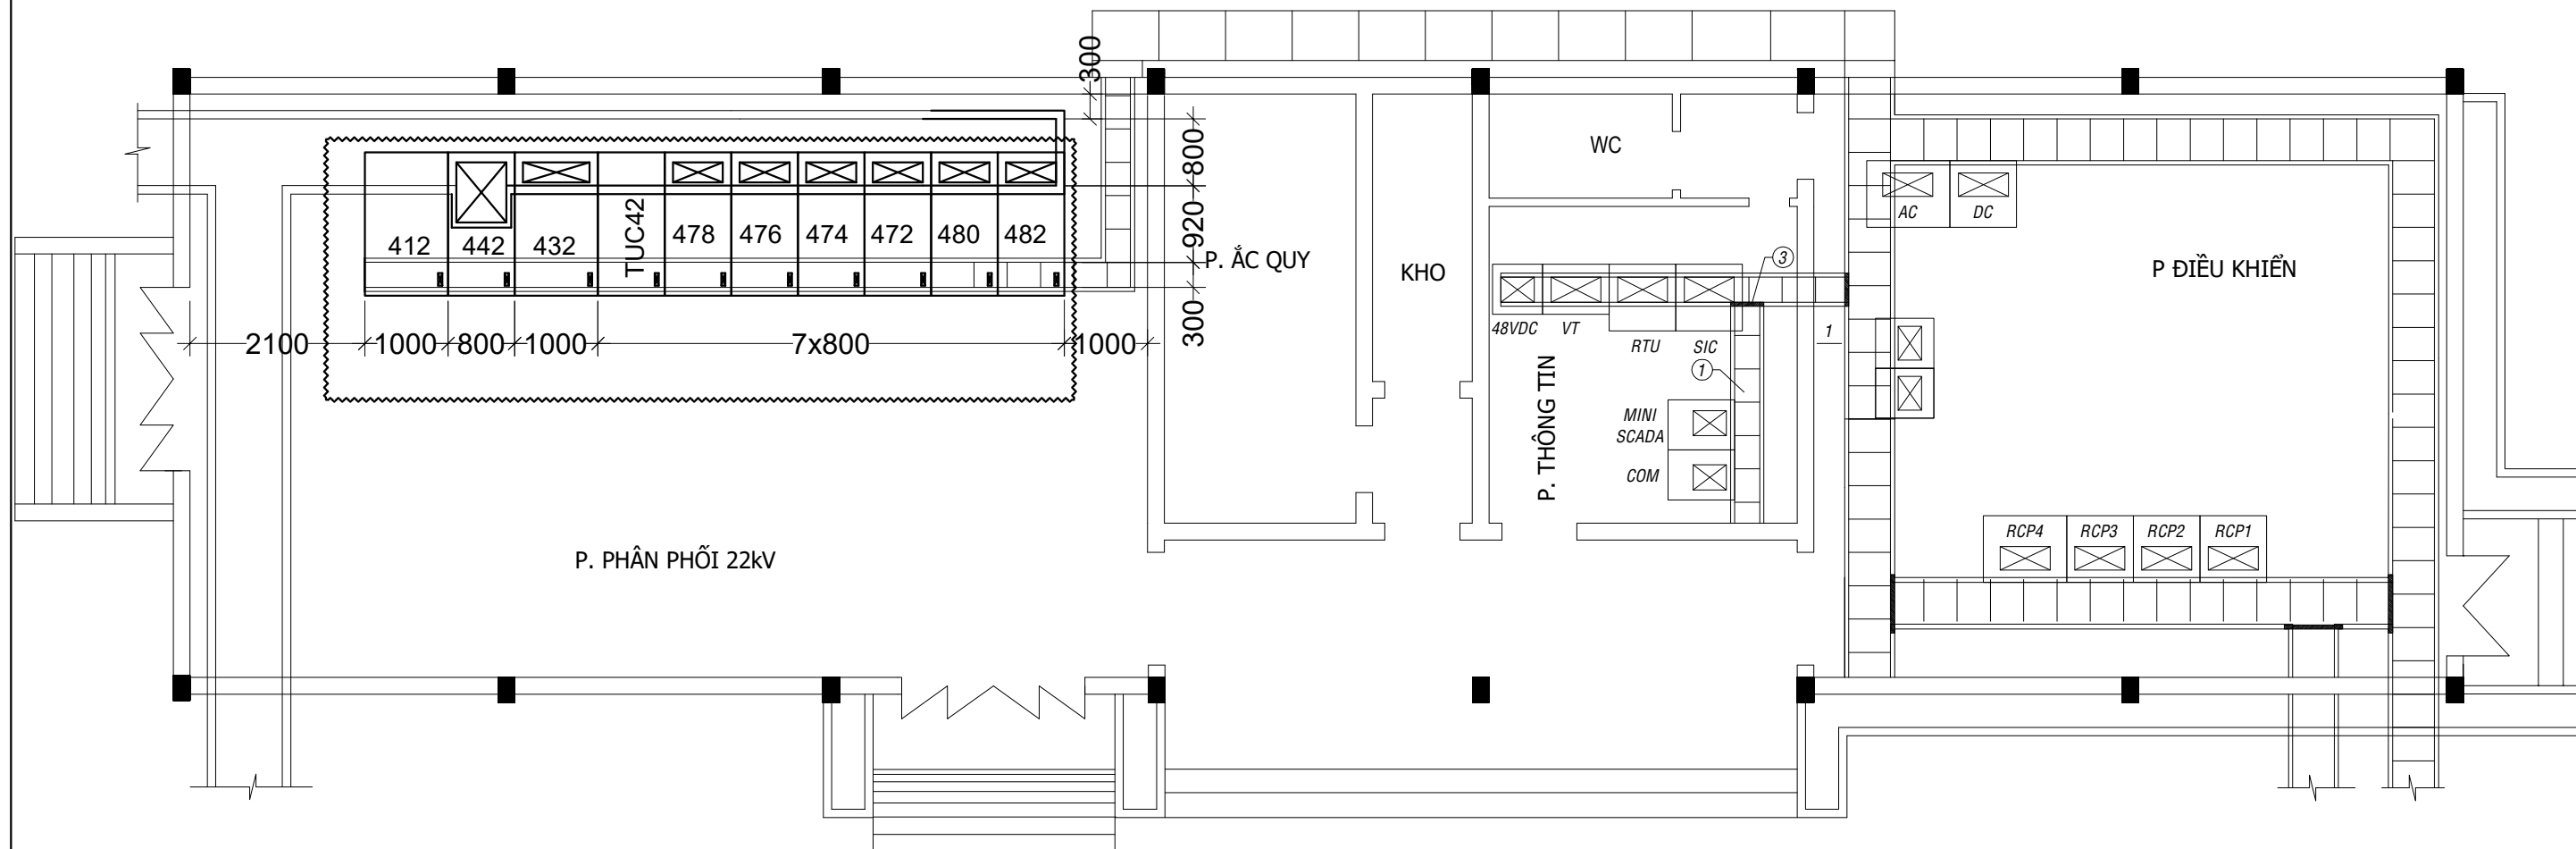 300
800
920
300
WC
AC
DC
412
442
432
TUC42
478
476
474
472
480
482
P. ẮC QUY
KHO
3
P ĐIỀU KHIỂN
2100
1000
800
1000
7x800
1000
48VDC
VT
RTU
SIC
1
1
P. THÔNG TIN
MINI
SCADA
COM
P. PHÂN PHỐI 22kV
RCP4
RCP3
RCP2
RCP1